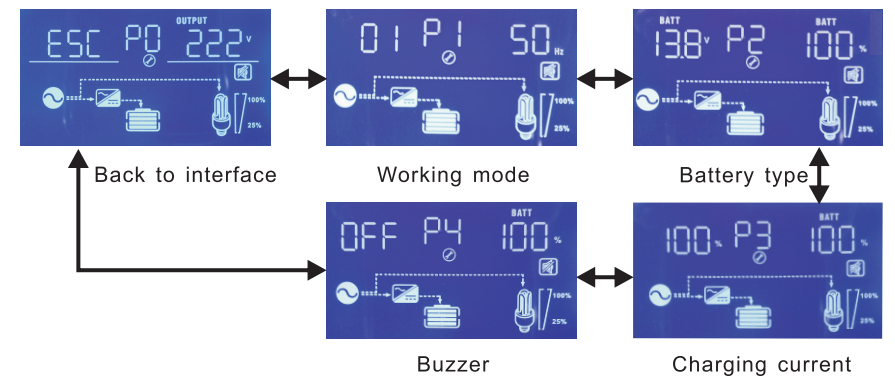 OUTPUT
ESC P0 222 V
100%
25%
Back to interface
01 P1 50 Hz
100%
25%
Working mode
BATT BATT
13.8 V P2 100 %
100%
25%
Battery type
BATT
OFF P4 100 %
100%
25%
Buzzer
BATT
100 % P3 100 %
100%
25%
Charging current